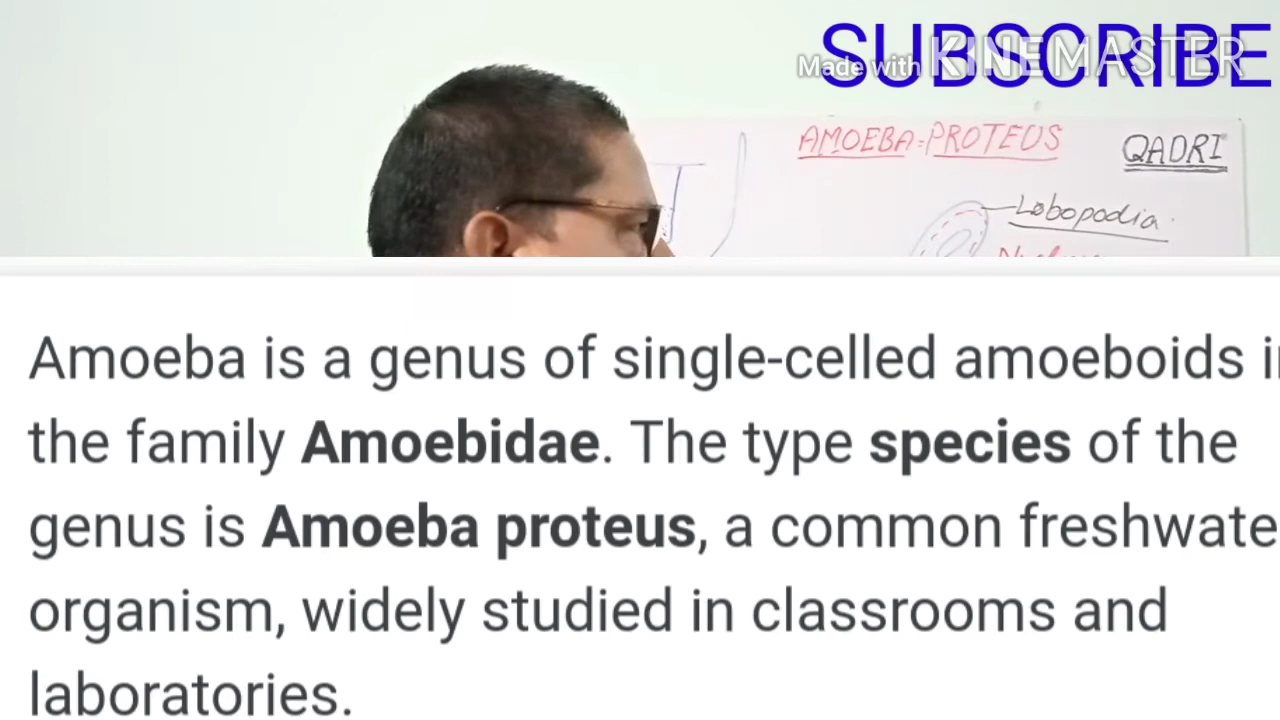 SUBSCRIBE
Made with KINEMASTER
AMOEBA=PROTEUS
QADRI
Lobopodia
Amoeba is a genus of single-celled amoeboids i
the family Amoebidae. The type species of the
genus is Amoeba proteus, a common freshwate
organism, widely studied in classrooms and
laboratories.